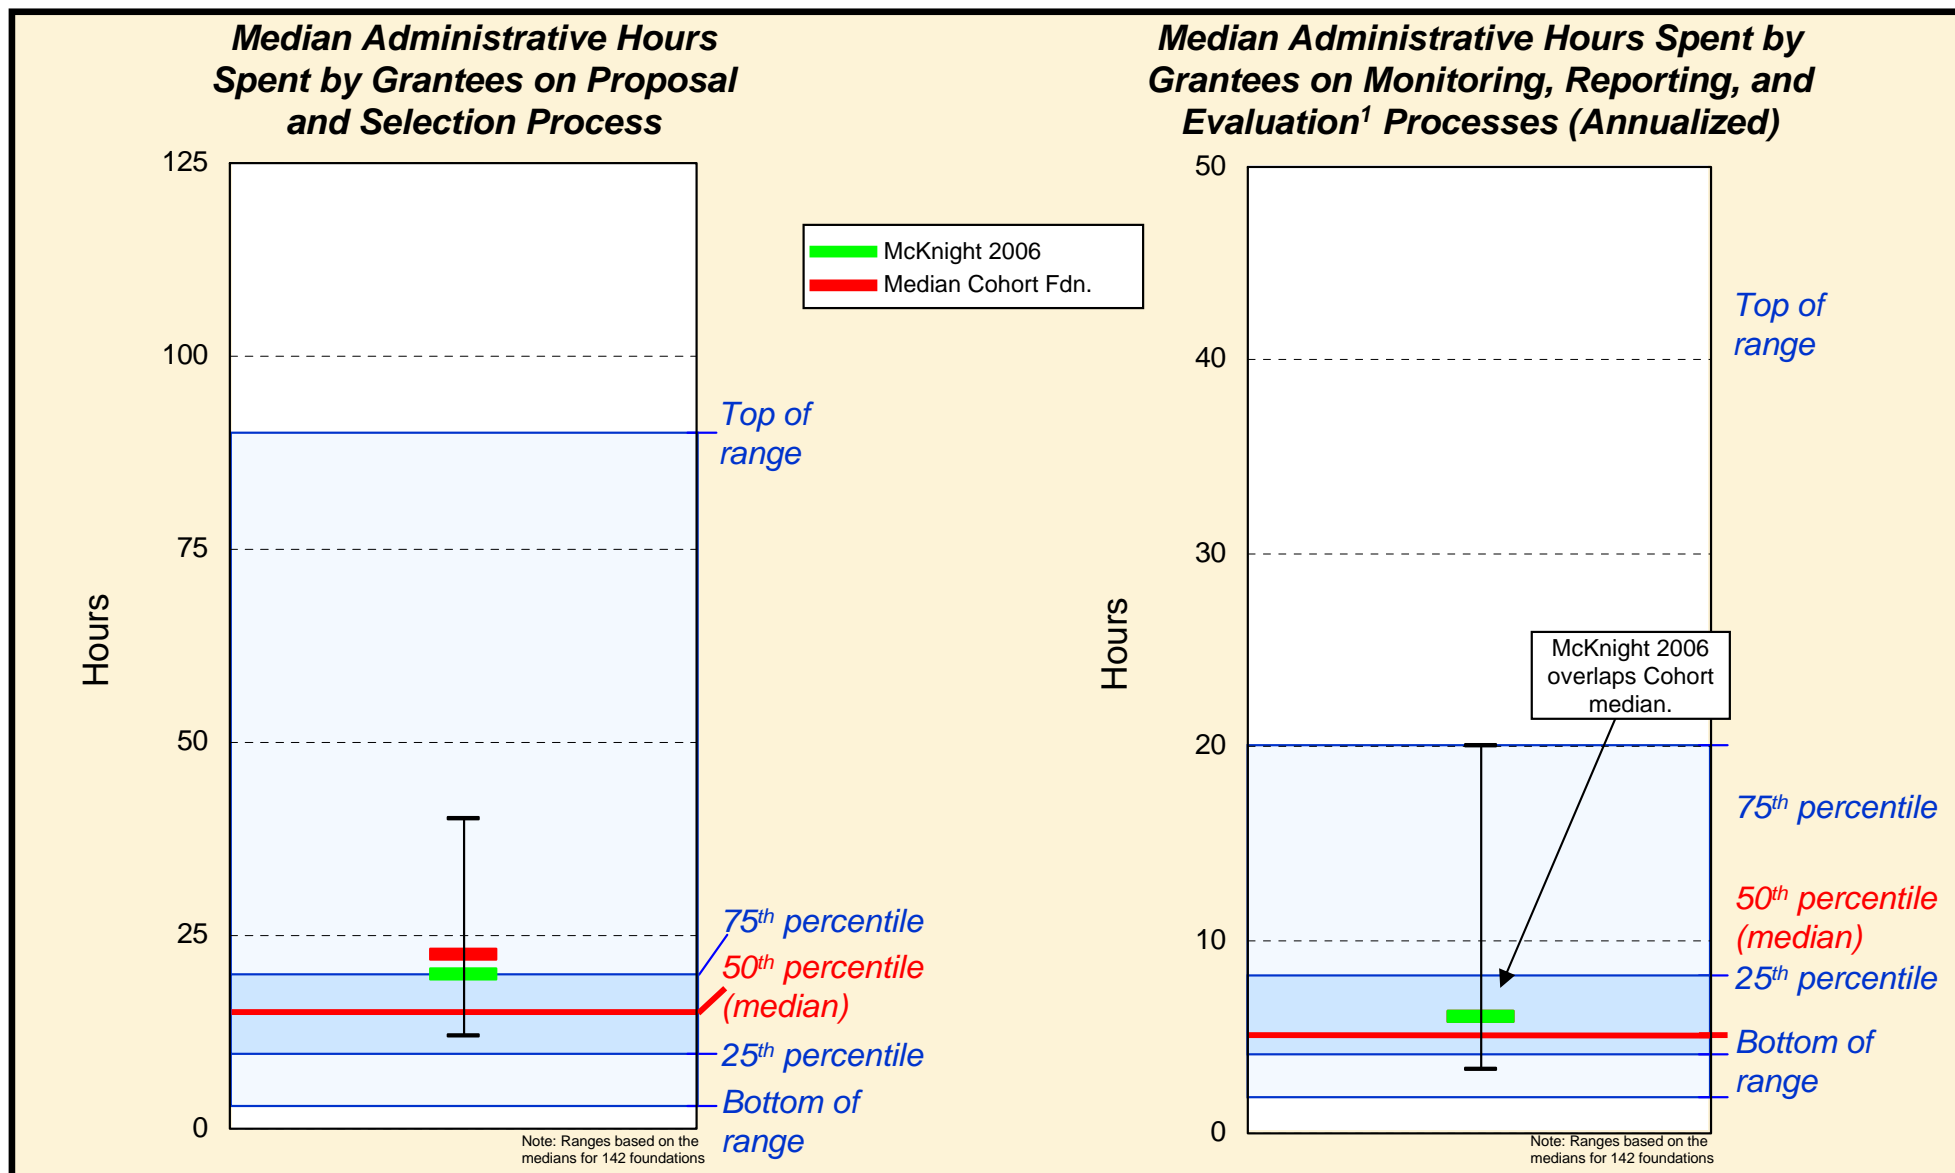 Median Administrative Hours
Spent by Grantees on Proposal
and Selection Process
125
100
75
50
25
0
Hours
Top of
range
75th percentile
50th percentile
(median)
25th percentile
Bottom of
range
Note: Ranges based on the
medians for 142 foundations
McKnight 2006
Median Cohort Fdn.
Median Administrative Hours Spent by
Grantees on Monitoring, Reporting, and
Evaluation1 Processes (Annualized)
50
40
30
20
10
0
Hours
McKnight 2006
overlaps Cohort
median.
Top of
range
75th percentile
50th percentile
(median)
25th percentile
Bottom of
range
Note: Ranges based on the
medians for 142 foundations